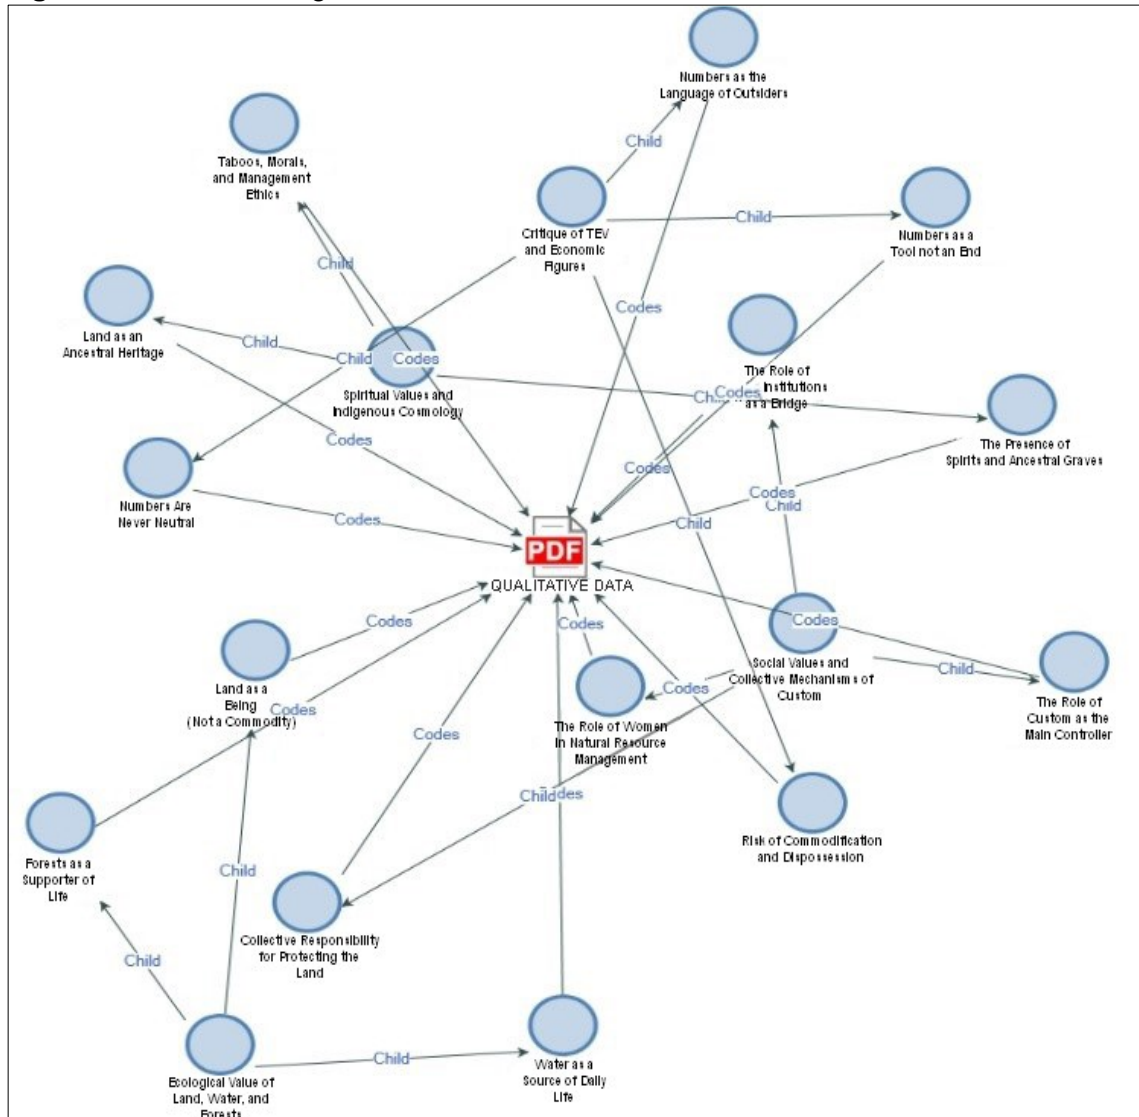 Numbers as the
Language of Outsiders
Child
Taboos, Morals,
and Management
Ethics
Critique of TEV
and Economic
Figures
Child
Numbers as a
Tool not an End
Child
Codes
Land as an
Ancestral Heritage
Child
Child
Codes
Spiritual Values and
Indigenous Cosmology
The Role of
Institutions
as a Bridge
Codes
The Presence of
Spirits and Ancestral Graves
Codes
Codes
Numbers Are
Never Neutral
Codes
Codes
Child
Child
PDF
QUALITATIVE DATA
Codes
Codes
Codes
Land as a
Being
(Not a Commodity)
Codes
Social Values and
Collective Mechanisms of
Custom
Child
The Role of
Custom as the
Main Controller
Codes
The Role of Women
in Natural Resource
Management
Codes
Child
Risk of Commodification
and Dispossession
Forests as a
Supporter of
Life
Child
Collective Responsibility
for Protecting the
Land
Child
Child
Water as a
Source of Daily
Life
Ecological Value of
Land, Water, and
Forests